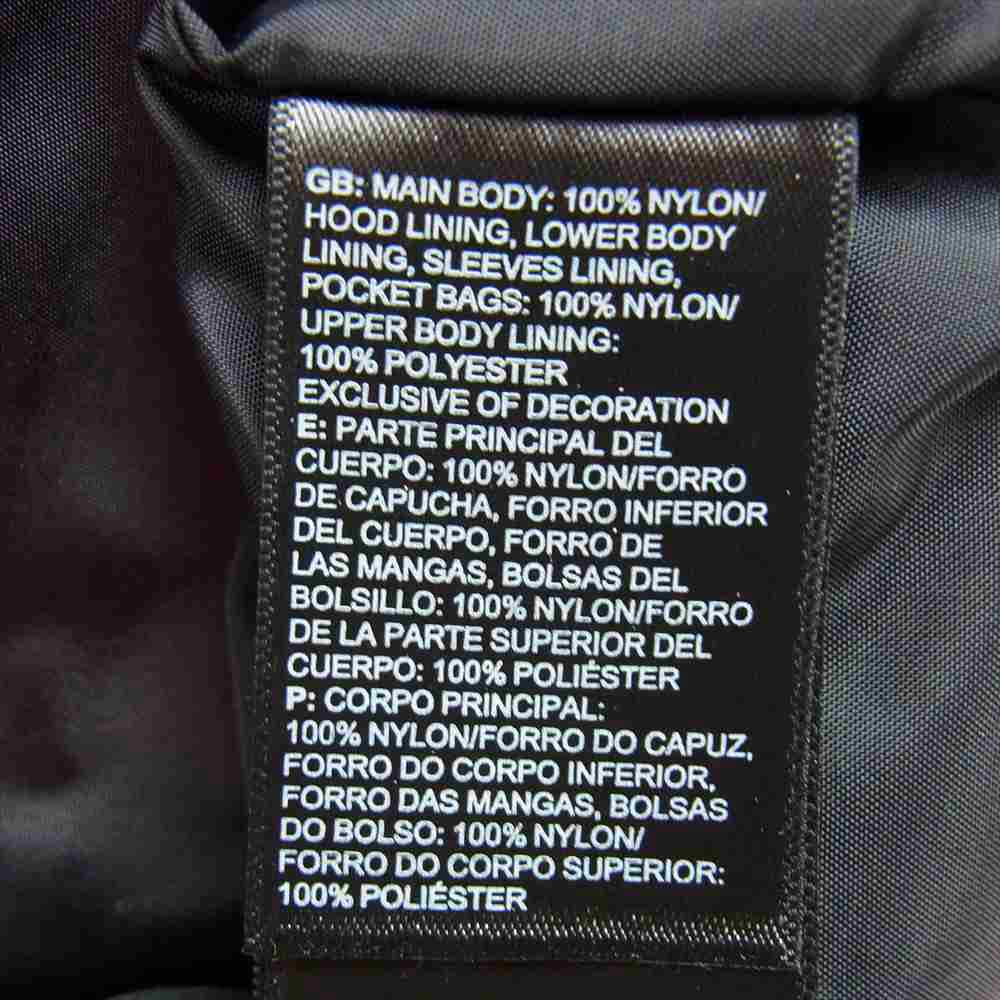 GB: MAIN BODY: 100% NYLON/
HOOD LINING, LOWER BODY
LINING, SLEEVES LINING,
POCKET BAGS: 100% NYLON/
UPPER BODY LINING:
100% POLYESTER
EXCLUSIVE OF DECORATION
E: PARTE PRINCIPAL DEL
CUERPO: 100% NYLON/FORRO
DE CAPUCHA, FORRO INFERIOR
DEL CUERPO, FORRO DE
LAS MANGAS, BOLSAS DEL
BOLSILLO: 100% NYLON/FORRO
DE LA PARTE SUPERIOR DEL
CUERPO: 100% POLIÉSTER
P: CORPO PRINCIPAL:
100% NYLON/FORRO DO CAPUZ,
FORRO DO CORPO INFERIOR,
FORRO DAS MANGAS, BOLSAS
DO BOLSO: 100% NYLON/
FORRO DO CORPO SUPERIOR:
100% POLIÉSTER